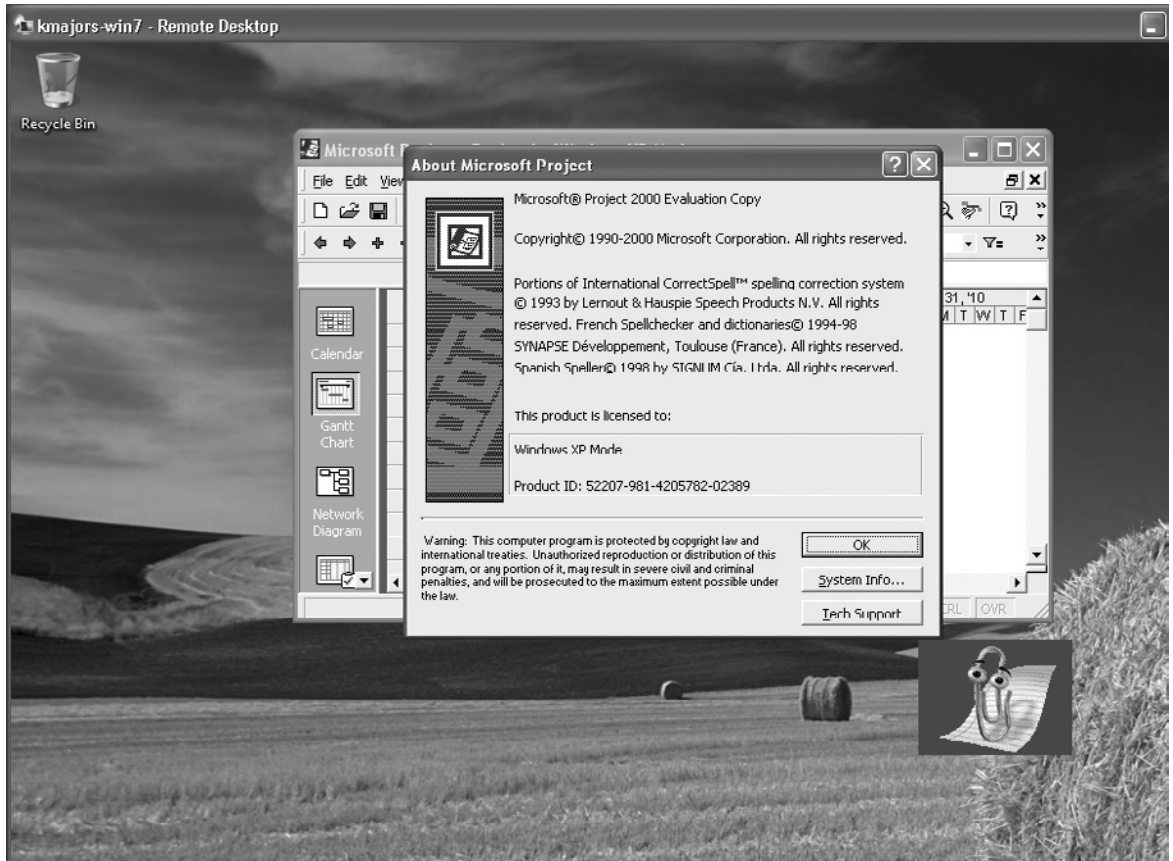 kmajors-win7 - Remote Desktop
Recycle Bin
Microsoft
File Edit View
About Microsoft Project
Microsoft® Project 2000 Evaluation Copy
Copyright© 1990-2000 Microsoft Corporation. All rights reserved.
Portions of International CorrectSpell™ spelling correction system
© 1993 by Lernout & Hauspie Speech Products N.V. All rights
reserved. French Spellchecker and dictionaries© 1994-98
SYNAPSE Développement, Toulouse (France). All rights reserved.
Spanish Speller© 1998 by SIGNUM Cía. Ltda. All rights reserved.
This product is licensed to:
Windows XP Mode
Product ID: 52207-981-4205782-02389
Warning: This computer program is protected by copyright law and
international treaties. Unauthorized reproduction or distribution of this
program, or any portion of it, may result in severe civil and criminal
penalties, and will be prosecuted to the maximum extent possible under
the law.
OK
System Info...
Tech Support
Calendar
Gantt
Chart
Network
Diagram
31, '10
M T W T F
OVR